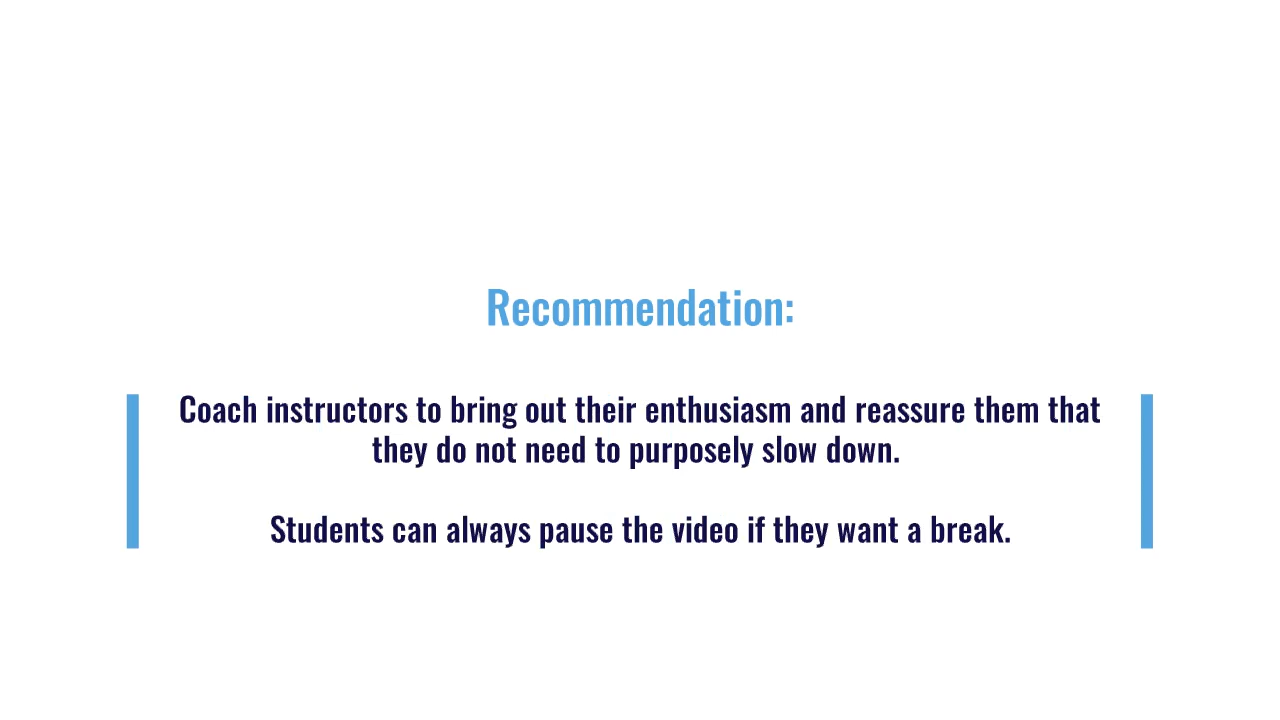 Recommendation:
Coach instructors to bring out their enthusiasm and reassure them that
they do not need to purposely slow down.
Students can always pause the video if they want a break.